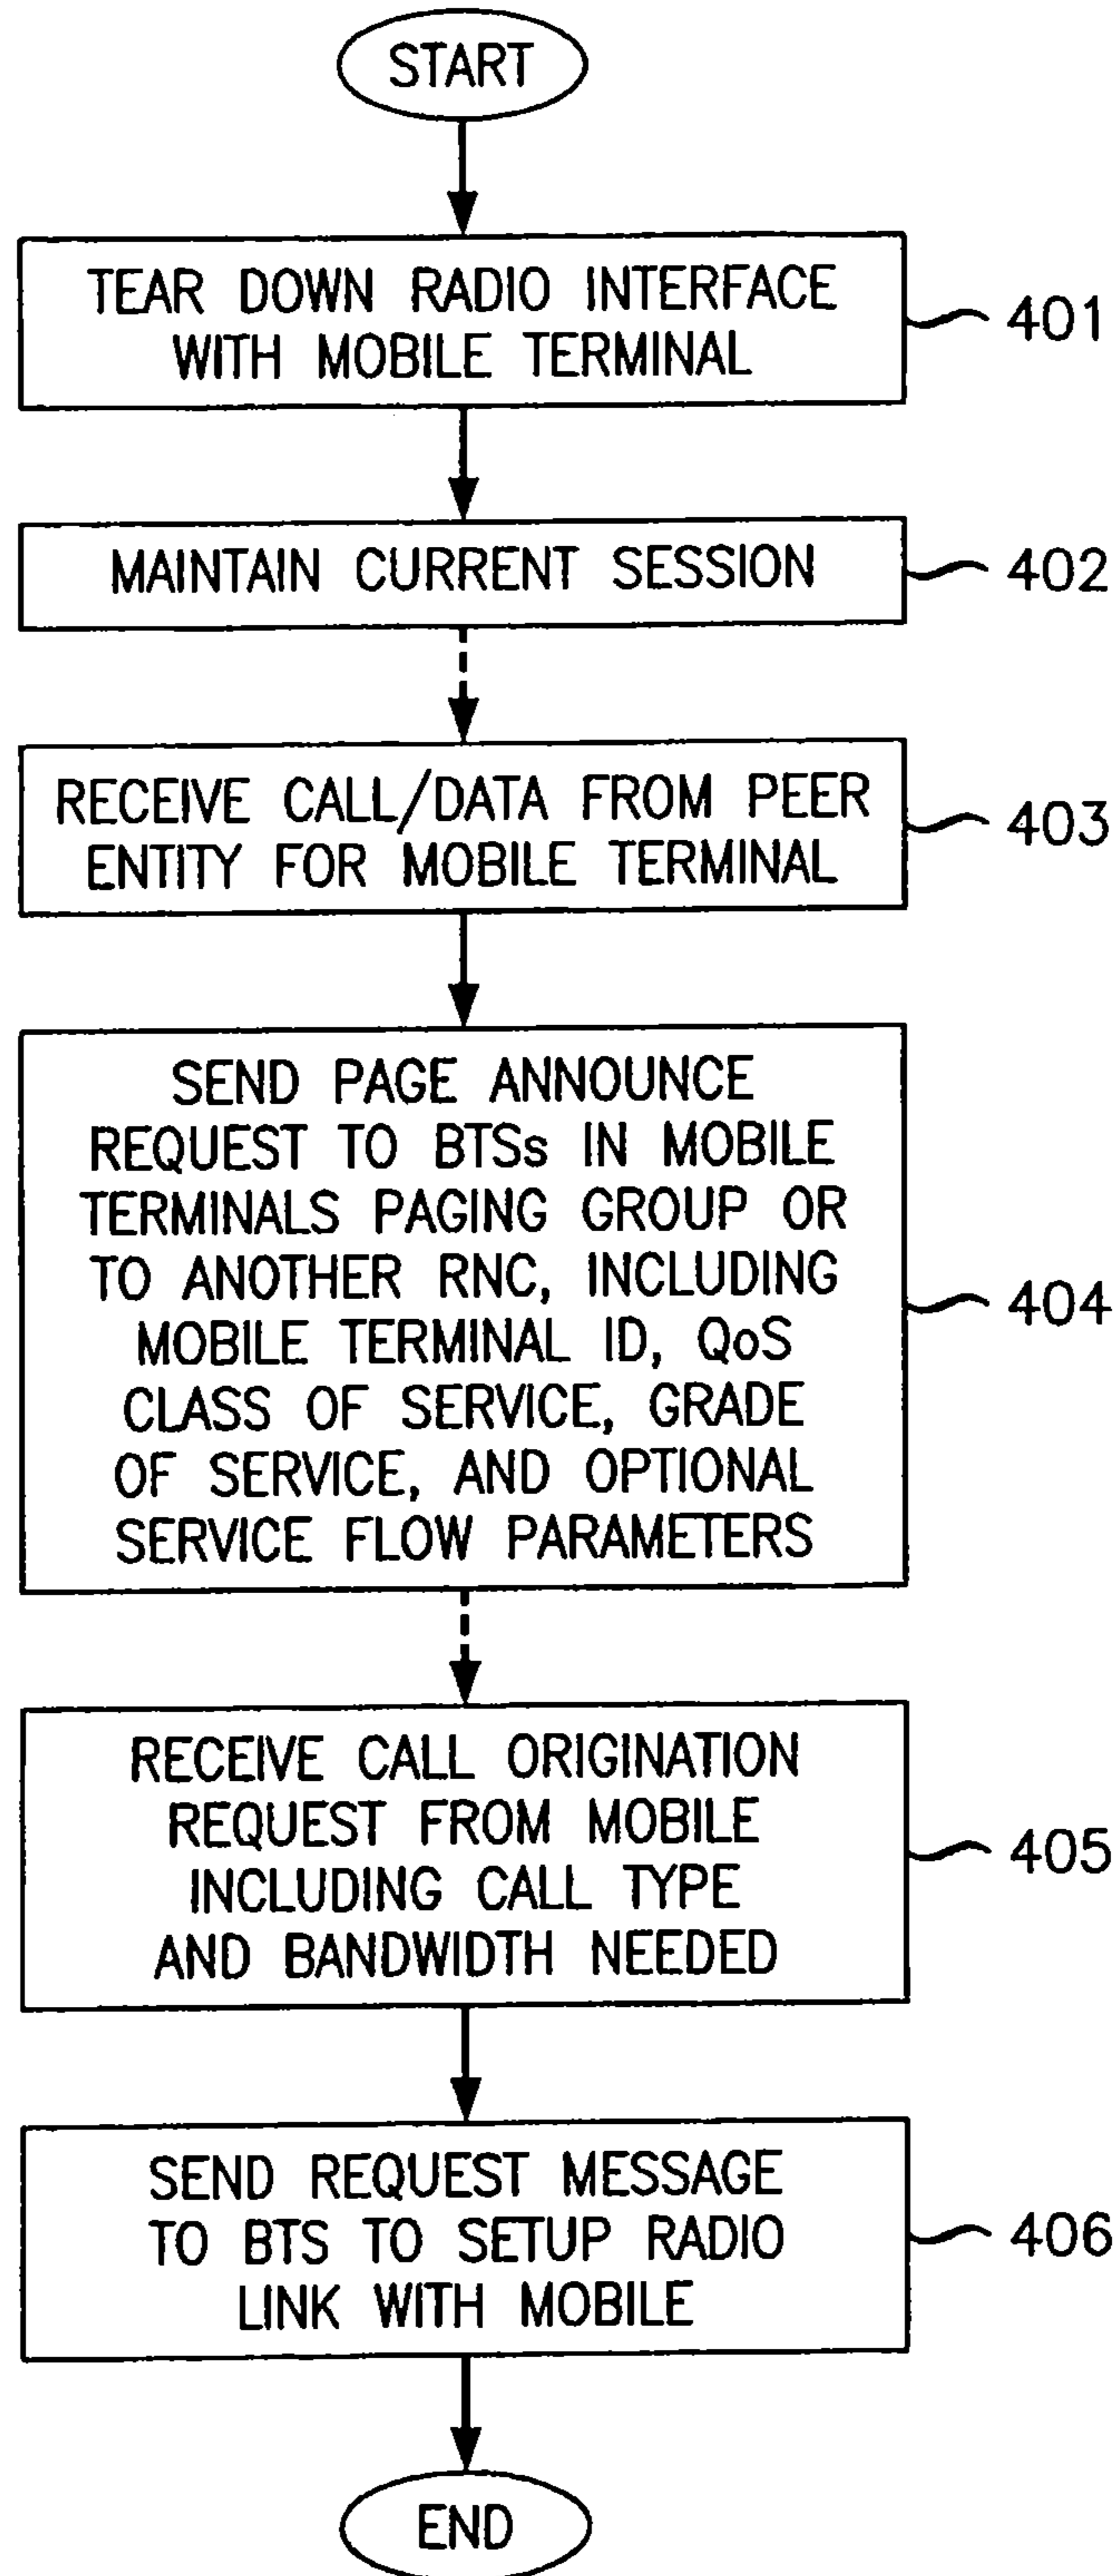 START
TEAR DOWN RADIO INTERFACE
WITH MOBILE TERMINAL
401
MAINTAIN CURRENT SESSION
402
RECEIVE CALL/DATA FROM PEER
ENTITY FOR MOBILE TERMINAL
403
SEND PAGE ANNOUNCE
REQUEST TO BTSs IN MOBILE
TERMINALS PAGING GROUP OR
TO ANOTHER RNC, INCLUDING
MOBILE TERMINAL ID, QoS
CLASS OF SERVICE, GRADE
OF SERVICE, AND OPTIONAL
SERVICE FLOW PARAMETERS
404
RECEIVE CALL ORIGINATION
REQUEST FROM MOBILE
INCLUDING CALL TYPE
AND BANDWIDTH NEEDED
405
SEND REQUEST MESSAGE
TO BTS TO SETUP RADIO
LINK WITH MOBILE
406
END